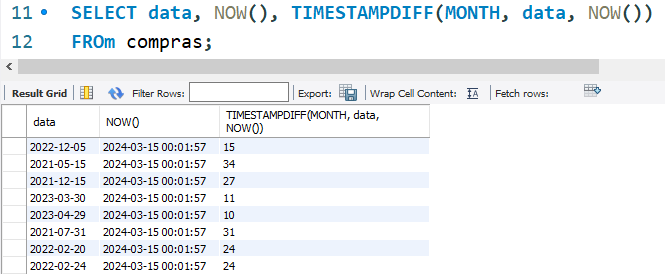 11 SELECT data, NOW(), TIMESTAMPDIFF(MONTH, data, NOW())
12 FROm compras;
Result Grid Filter Rows: Export: Wrap Cell Content: IA Fetch rows:
data NOW() TIMESTAMPDIFF(MONTH, data,
NOW())
2022-12-05 2024-03-15 00:01:57 15
2021-05-15 2024-03-15 00:01:57 34
2021-12-15 2024-03-15 00:01:57 27
2023-03-30 2024-03-15 00:01:57 11
2023-04-29 2024-03-15 00:01:57 10
2021-07-31 2024-03-15 00:01:57 31
2022-02-20 2024-03-15 00:01:57 24
2022-02-24 2024-03-15 00:01:57 24